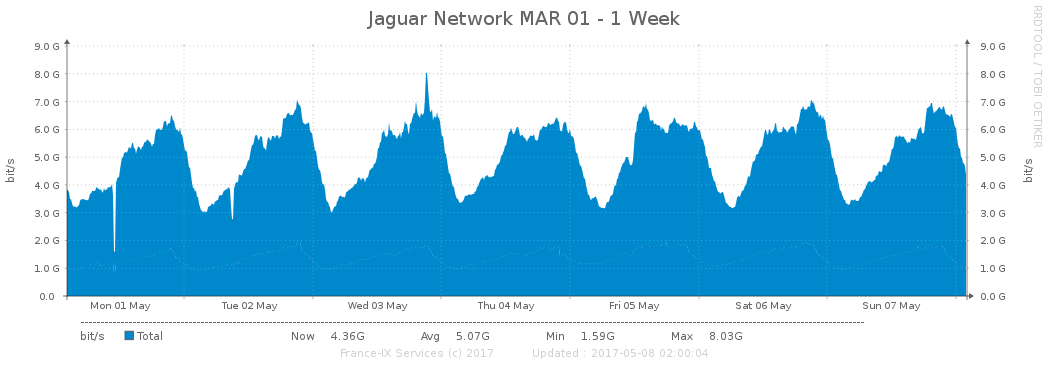 Jaguar Network MAR 01 - 1 Week
RRDTOOL / TOBI OETIKER
9.0 G 9.0 G
8.0 G 8.0 G
7.0 G 7.0 G
6.0 G 6.0 G
5.0 G 5.0 G
4.0 G 4.0 G
3.0 G 3.0 G
2.0 G 2.0 G
1.0 G 1.0 G
0.0 0.0 G
bit/s
bit/s
Mon 01 May Tue 02 May Wed 03 May Thu 04 May Fri 05 May Sat 06 May Sun 07 May
bit/s Total Now 4.36G Avg 5.07G Min 1.59G Max 8.03G
France-IX Services (c) 2017 Updated : 2017-05-08 02:00:04